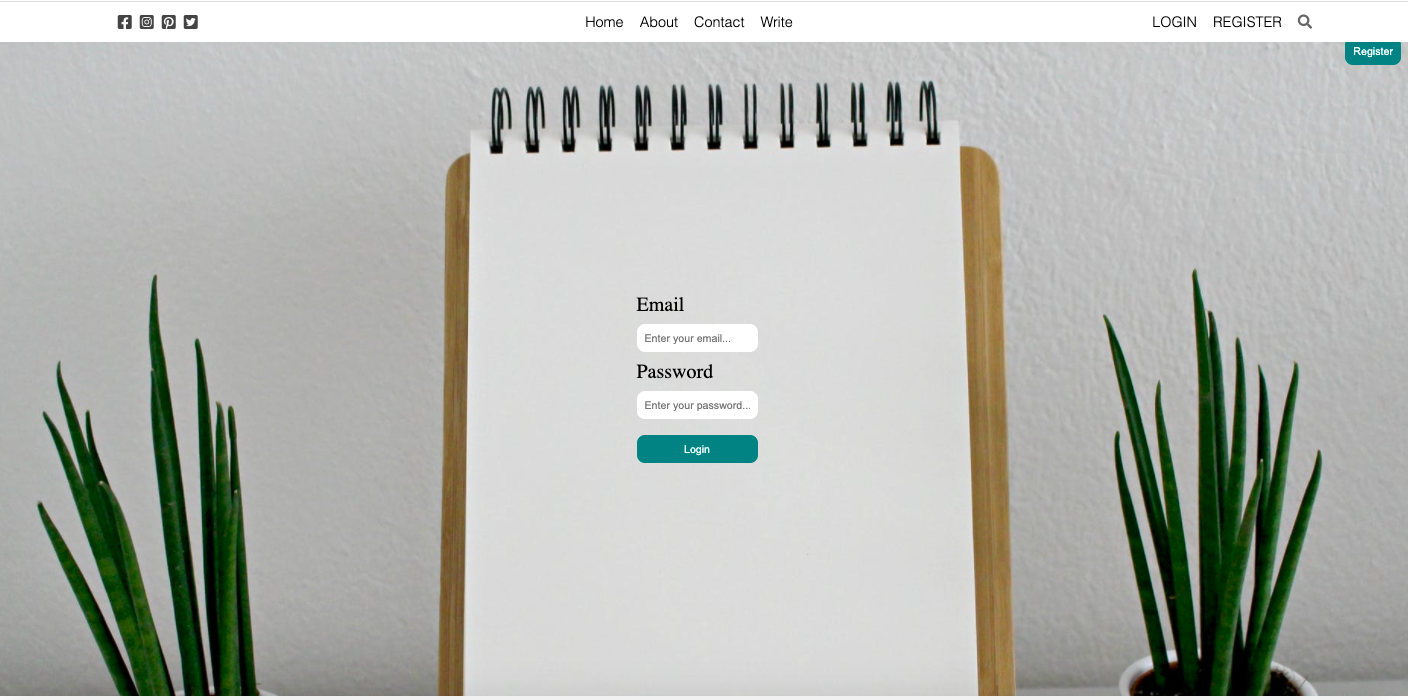 Home About Contact Write LOGIN REGISTER
Register
Email
Enter your email...
Password
Enter your password...
Login